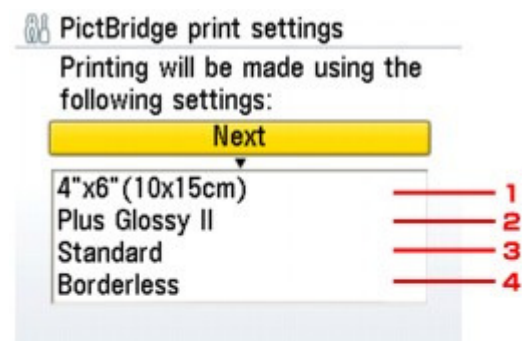 PictBridge print settings
Printing will be made using the
following settings:
Next
4"x6"(10x15cm) 1
Plus Glossy II 2
Standard 3
Borderless 4